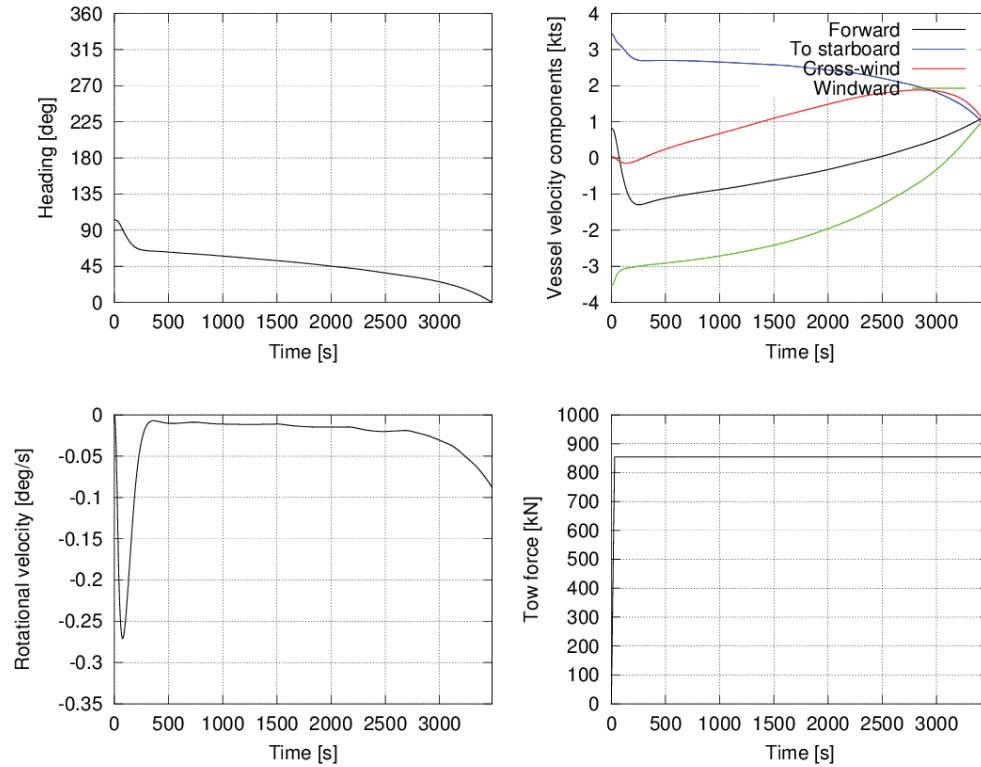 360
315
270
225
180
135
90
45
0
Heading [deg]
0 500 1000 1500 2000 2500 3000
Time [s]
4
3
2
1
0
-1
-2
-3
-4
Vessel velocity components [kts]
Forward
To starboard
Cross-wind
Windward
0 500 1000 1500 2000 2500 3000
Time [s]
0
-0.05
-0.1
-0.15
-0.2
-0.25
-0.3
-0.35
Rotational velocity [deg/s]
0 500 1000 1500 2000 2500 3000
Time [s]
1000
900
800
700
600
500
400
300
200
100
0
Tow force [kN]
0 500 1000 1500 2000 2500 3000
Time [s]